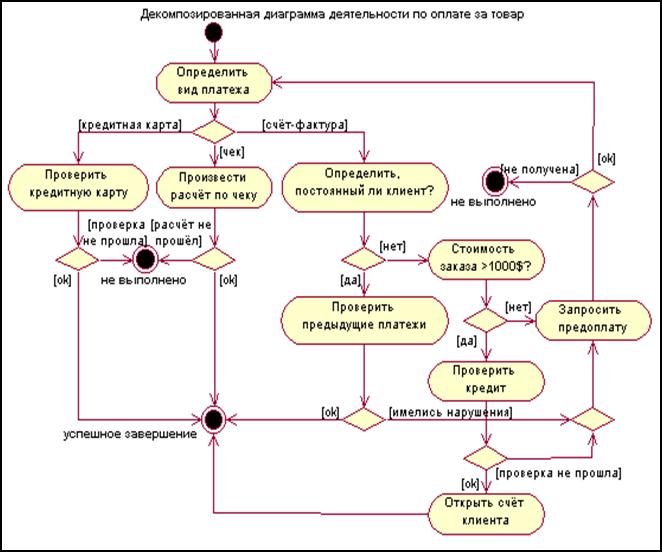 Декомпозированная диаграмма деятельности по оплате за товар
Определить
вид платежа
[кредитная карта]
[счёт-фактура]
[чек]
[не получена]
[ok]
Проверить
кредитную карту
Произвести
расчёт по чеку
Определить,
постоянный ли клиент?
не выполнено
[проверка
не прошла]
[расчёт не
прошёл]
[нет]
Стоимость
заказа >1000$?
[ok]
не выполнено
[ok]
[да]
Проверить
предыдущие платежи
[нет]
Запросить
предоплату
[да]
Проверить
кредит
[ok]
[имелись нарушения]
успешное завершение
[проверка не прошла]
[ok]
Открыть счёт
клиента